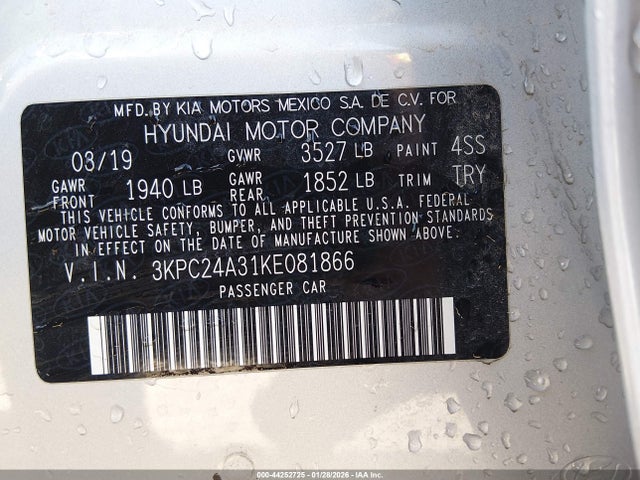 MFD. BY KIA MOTORS MEXICO S.A. DE C.V. FOR
HYUNDAI MOTOR COMPANY
03/19 GVWR 3527 LB PAINT 4SS
GAWR FRONT 1940 LB GAWR REAR 1852 LB TRIM TRY
THIS VEHICLE CONFORMS TO ALL APPLICABLE U.S.A. FEDERAL
MOTOR VEHICLE SAFETY, BUMPER, AND THEFT PREVENTION STANDARDS
IN EFFECT ON THE DATE OF MANUFACTURE SHOWN ABOVE.
V.I.N. 3KPC24A31KE081866
PASSENGER CAR
000-44252725 - 01/28/2026 - IAA Inc.